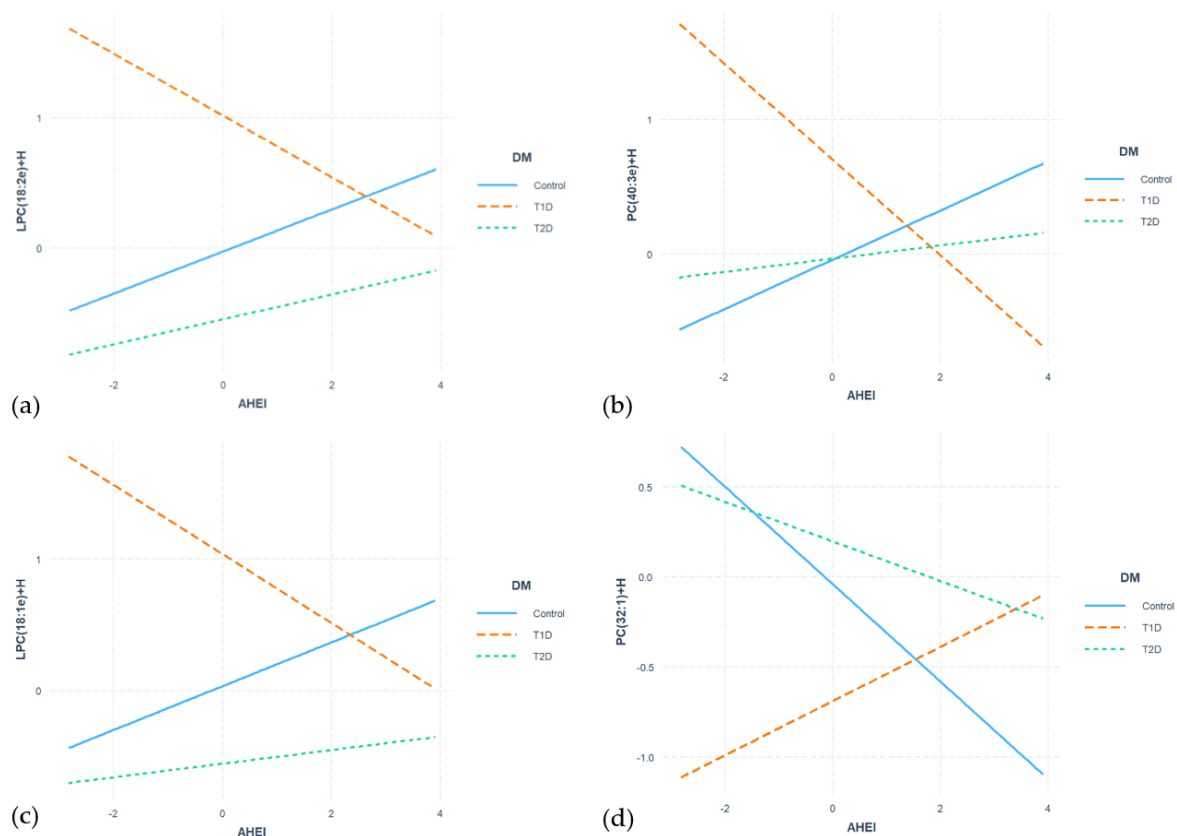 LPC(18:2e)+H
1
0
-2
0
2
4
AHEI
DM
Control
T1D
T2D
(a)
PC(40:3e)+H
1
0
-2
0
2
4
AHEI
DM
Control
T1D
T2D
(b)
LPC(18:1e)+H
1
0
-2
0
2
4
AHEI
DM
Control
T1D
T2D
(c)
PC(32:1)+H
0.5
0.0
-0.5
-1.0
-2
0
2
4
AHEI
DM
Control
T1D
T2D
(d)